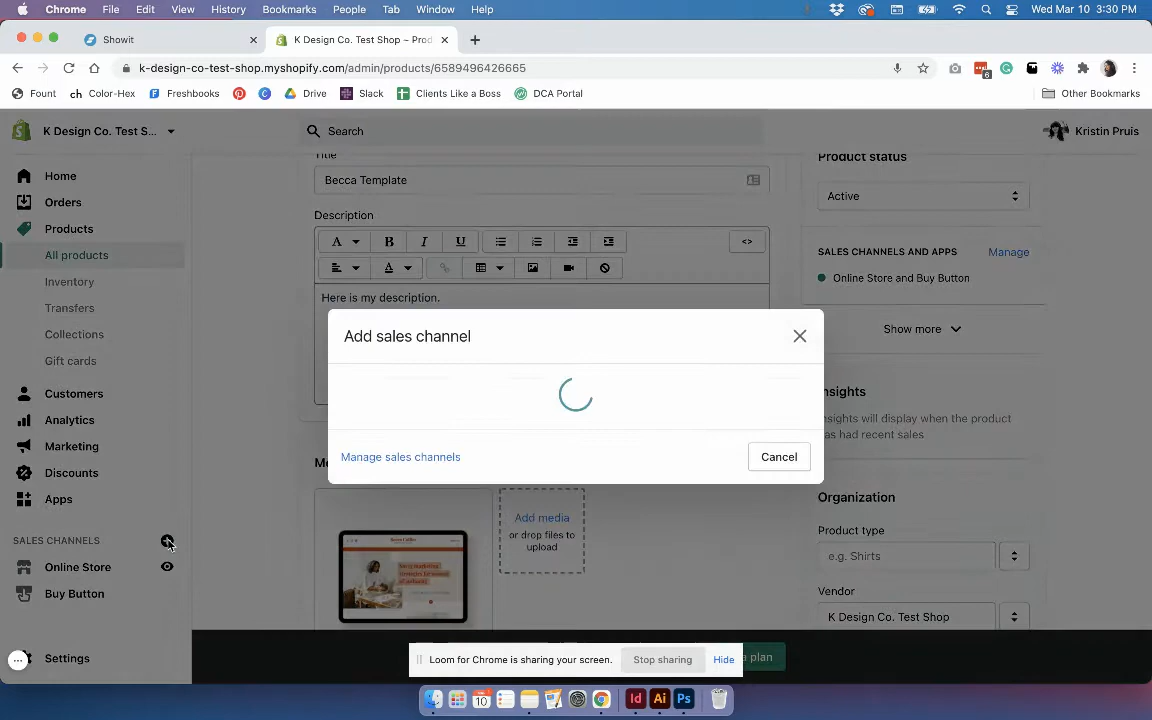 Chrome File Edit View History Bookmarks People Tab Window Help Wed Mar 10 3:30 PM
Showit
K Design Co. Test Shop ~ Prod
k-design-co-test-shop.myshopify.com/admin/products/6589496426665
6
Fount
ch Color-Hex
Freshbooks
Drive
Slack
Clients Like a Boss
DCA Portal
Other Bookmarks
K Design Co. Test S...
Search
Kristin Pruis
Home
Orders
Products
All products
Inventory
Transfers
Collections
Gift cards
Customers
Analytics
Marketing
Discounts
Apps
SALES CHANNELS
Online Store
Buy Button
Settings
Title
Becca Template
Description
A B I U <>
A
Here is my description.
Add sales channel
Manage sales channels
Cancel
Add media
or drop files to
upload
Product status
Active
SALES CHANNELS AND APPS Manage
Online Store and Buy Button
Show more
Insights will display when the product
has had recent sales
Organization
Product type
e.g. Shirts
Vendor
K Design Co. Test Shop
a plan
Loom for Chrome is sharing your screen. Stop sharing Hide
10
Id Ai Ps